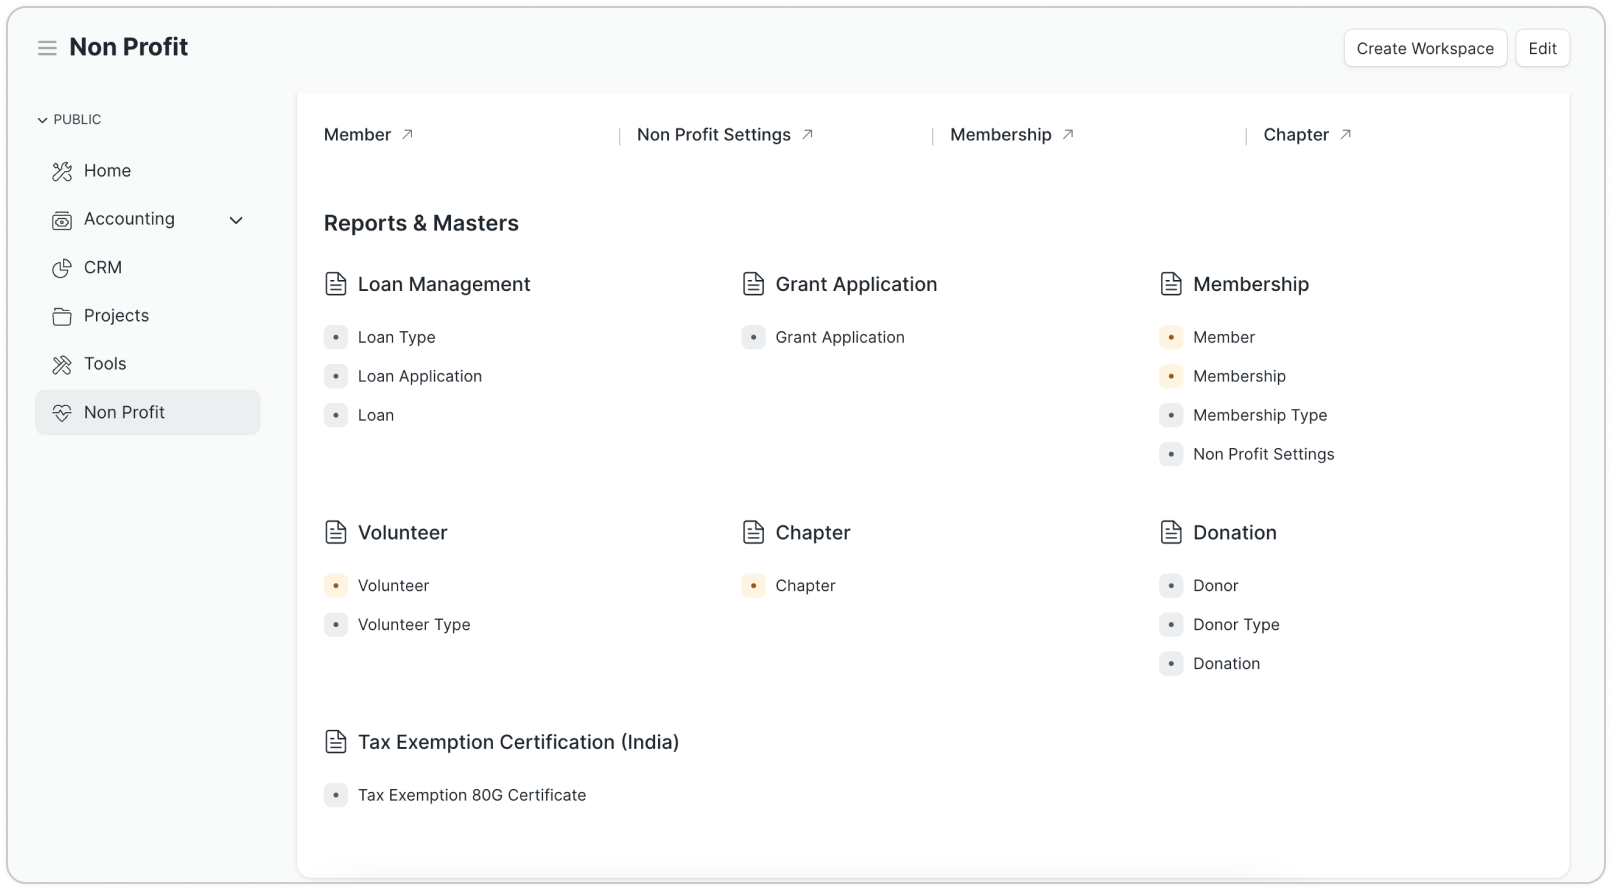 Non Profit
Create Workspace
Edit
PUBLIC
Home
Accounting
CRM
Projects
Tools
Non Profit
Member
Non Profit Settings
Membership
Chapter
Reports & Masters
Loan Management
Loan Type
Loan Application
Loan
Grant Application
Grant Application
Membership
Member
Membership
Membership Type
Non Profit Settings
Volunteer
Volunteer
Volunteer Type
Chapter
Chapter
Donation
Donor
Donor Type
Donation
Tax Exemption Certification (India)
Tax Exemption 80G Certificate